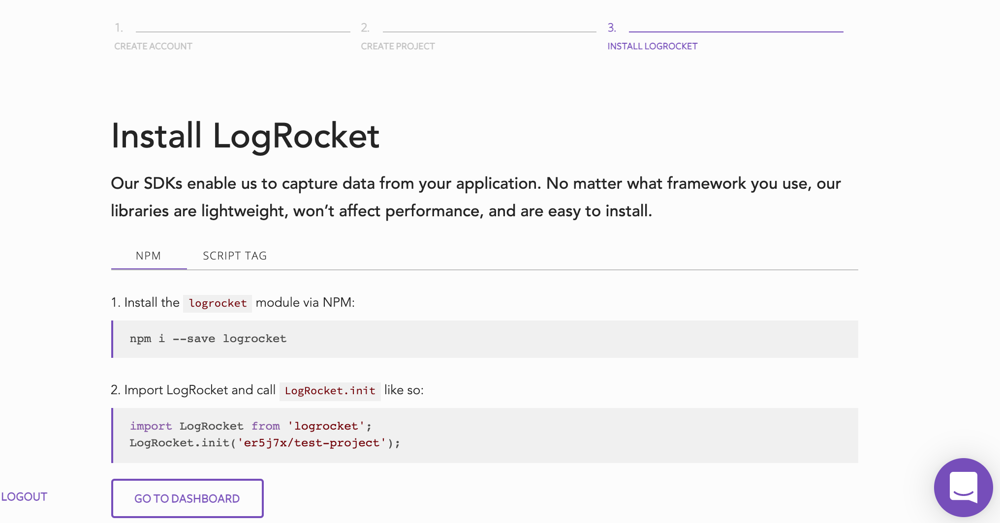 1.
CREATE ACCOUNT
2.
CREATE PROJECT
3.
INSTALL LOGROCKET
Install LogRocket
Our SDKs enable us to capture data from your application. No matter what framework you use, our
libraries are lightweight, won’t affect performance, and are easy to install.
NPM
SCRIPT TAG
1. Install the logrocket module via NPM:
npm i --save logrocket
2. Import LogRocket and call LogRocket.init like so:
import LogRocket from 'logrocket';
LogRocket.init('er5j7x/test-project');
LOGOUT
GO TO DASHBOARD